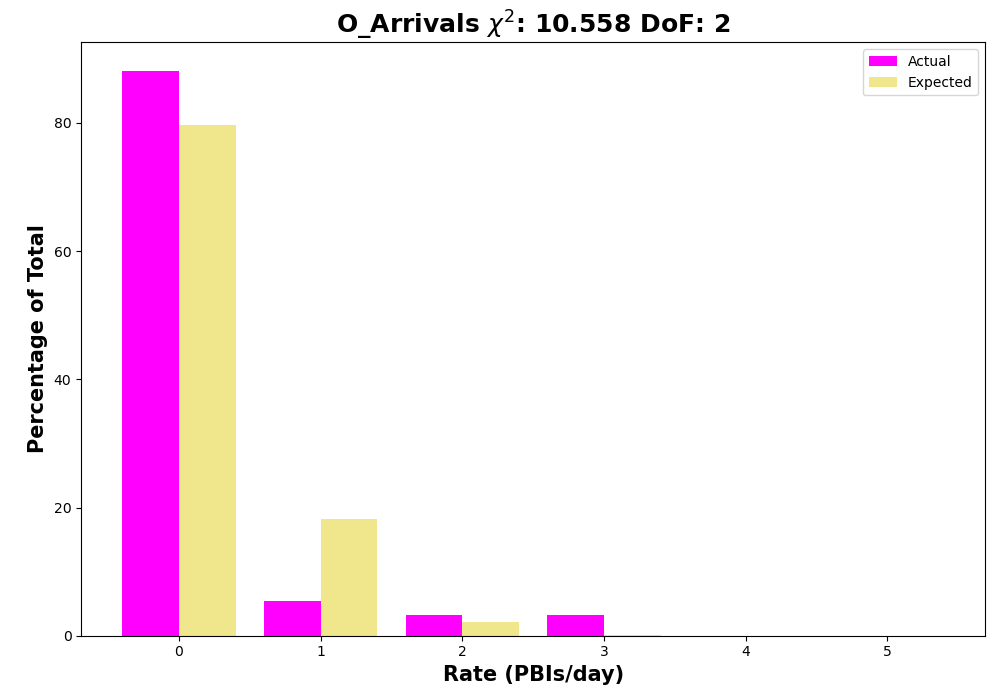 O_Arrivals χ²: 10.558 DoF: 2
Actual
Expected
Percentage of Total
80
60
40
20
0
0 1 2 3 4 5
Rate (PBIs/day)